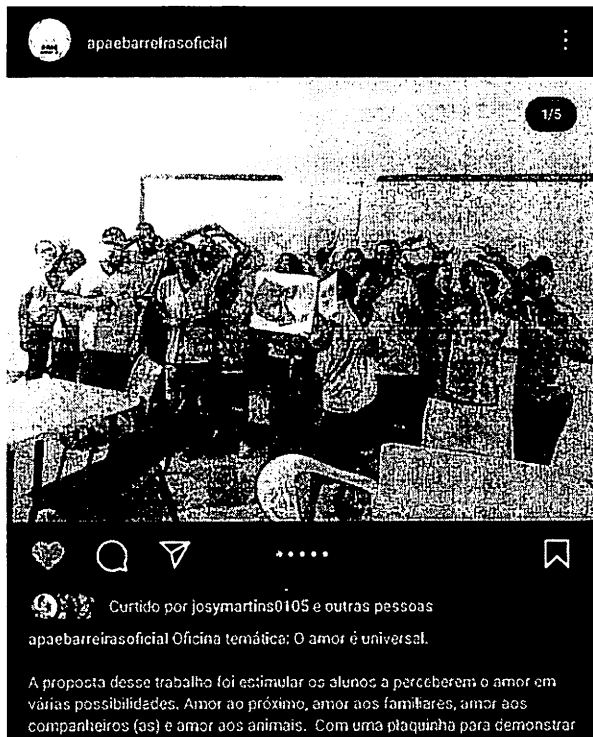 apaebarreirasoficial
1/5
Curtido por josymartins0105 e outras pessoas
apaebarreirasoficial Oficina temática: O amor é universal.
A proposta desse trabalho foi estimular os alunos a perceberem o amor em
várias possibilidades. Amor ao próximo, amor aos familiares, amor aos
companheiros (as) e amor aos animais. Com uma plaquinha para demonstrar